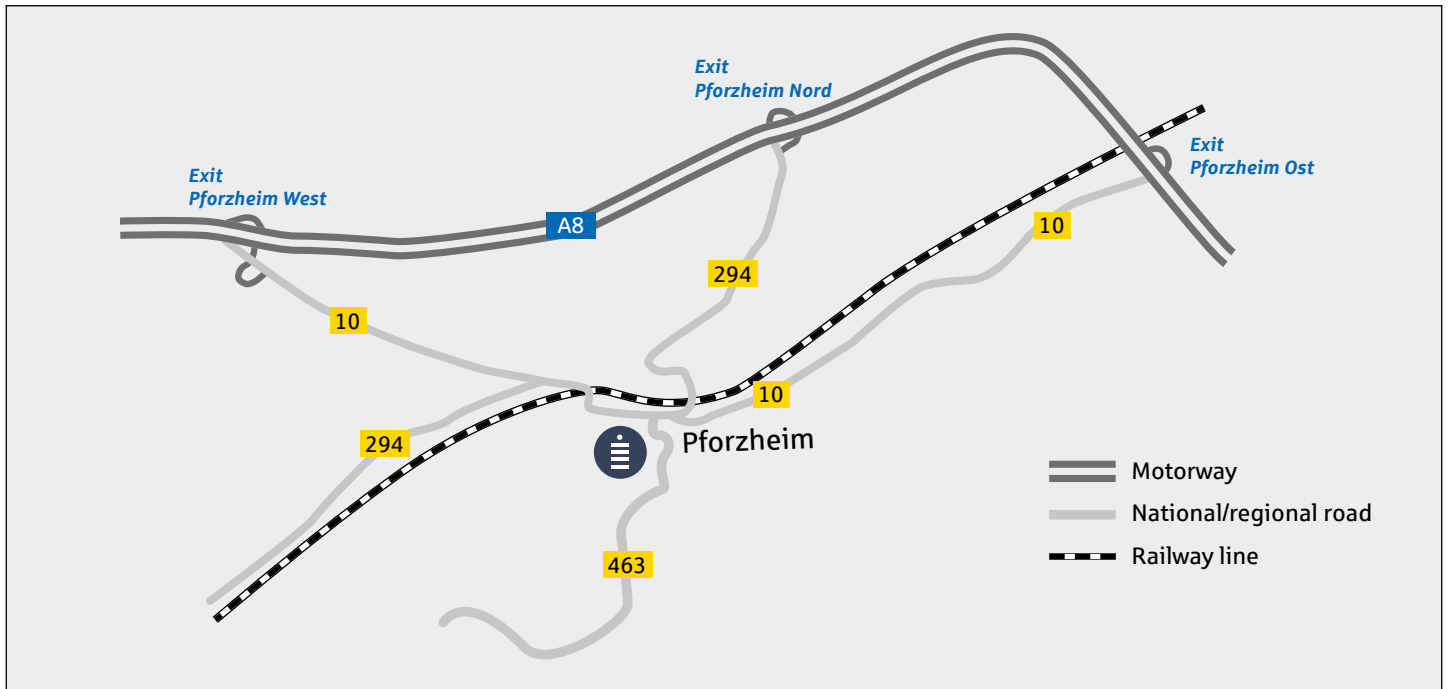 Exit
Pforzheim Nord
Exit
Pforzheim Ost
Exit
Pforzheim West
A8
10
294
10
10
294
Pforzheim
463
Motorway
National/regional road
Railway line